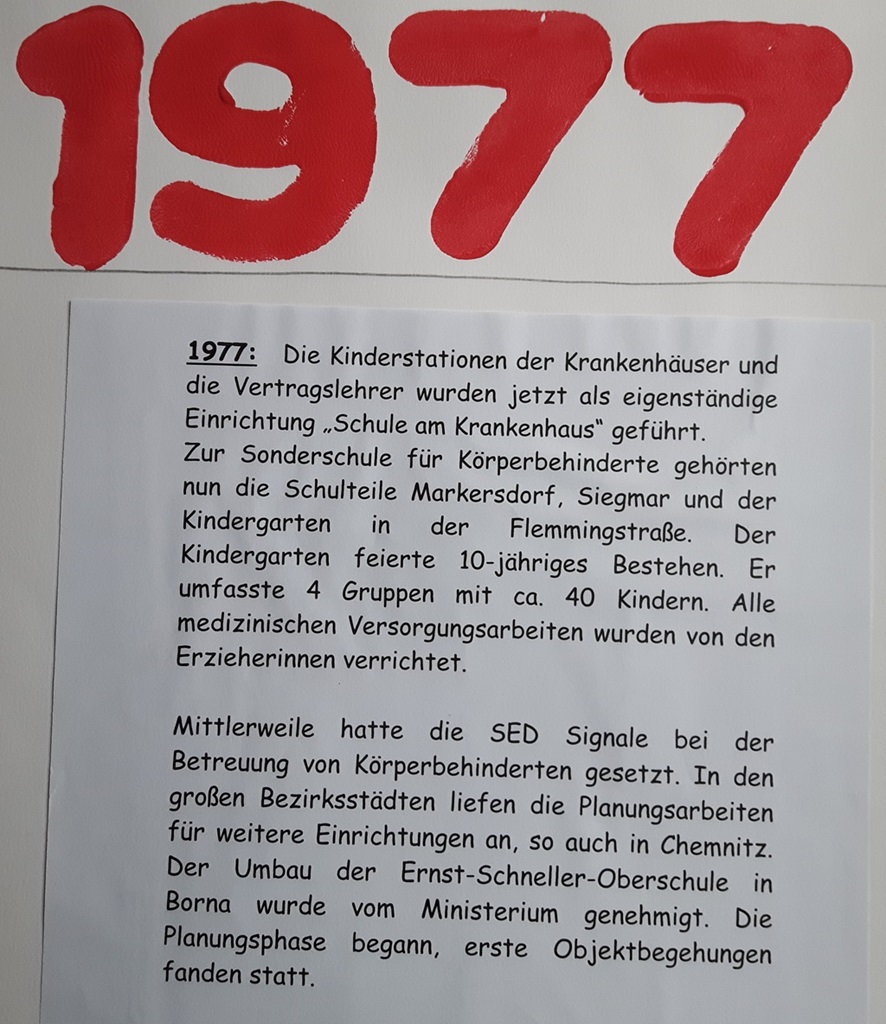 1977
1977: Die Kinderstationen der Krankenhäuser und
die Vertragslehrer wurden jetzt als eigenständige
Einrichtung „Schule am Krankenhaus“ geführt.
Zur Sonderschule für Körperbehinderte gehörten
nun die Schulteile Markersdorf, Siegmar und der
Kindergarten in der Flemmingstraße. Der
Kindergarten feierte 10-jähriges Bestehen. Er
umfasste 4 Gruppen mit ca. 40 Kindern. Alle
medizinischen Versorgungsarbeiten wurden von den
Erzieherinnen verrichtet.
Mittlerweile hatte die SED Signale bei der
Betreuung von Körperbehinderten gesetzt. In den
großen Bezirksstädten liefen die Planungsarbeiten
für weitere Einrichtungen an, so auch in Chemnitz.
Der Umbau der Ernst-Schneller-Oberschule in
Borna wurde vom Ministerium genehmigt. Die
Planungsphase begann, erste Objektbegehungen
fanden statt.